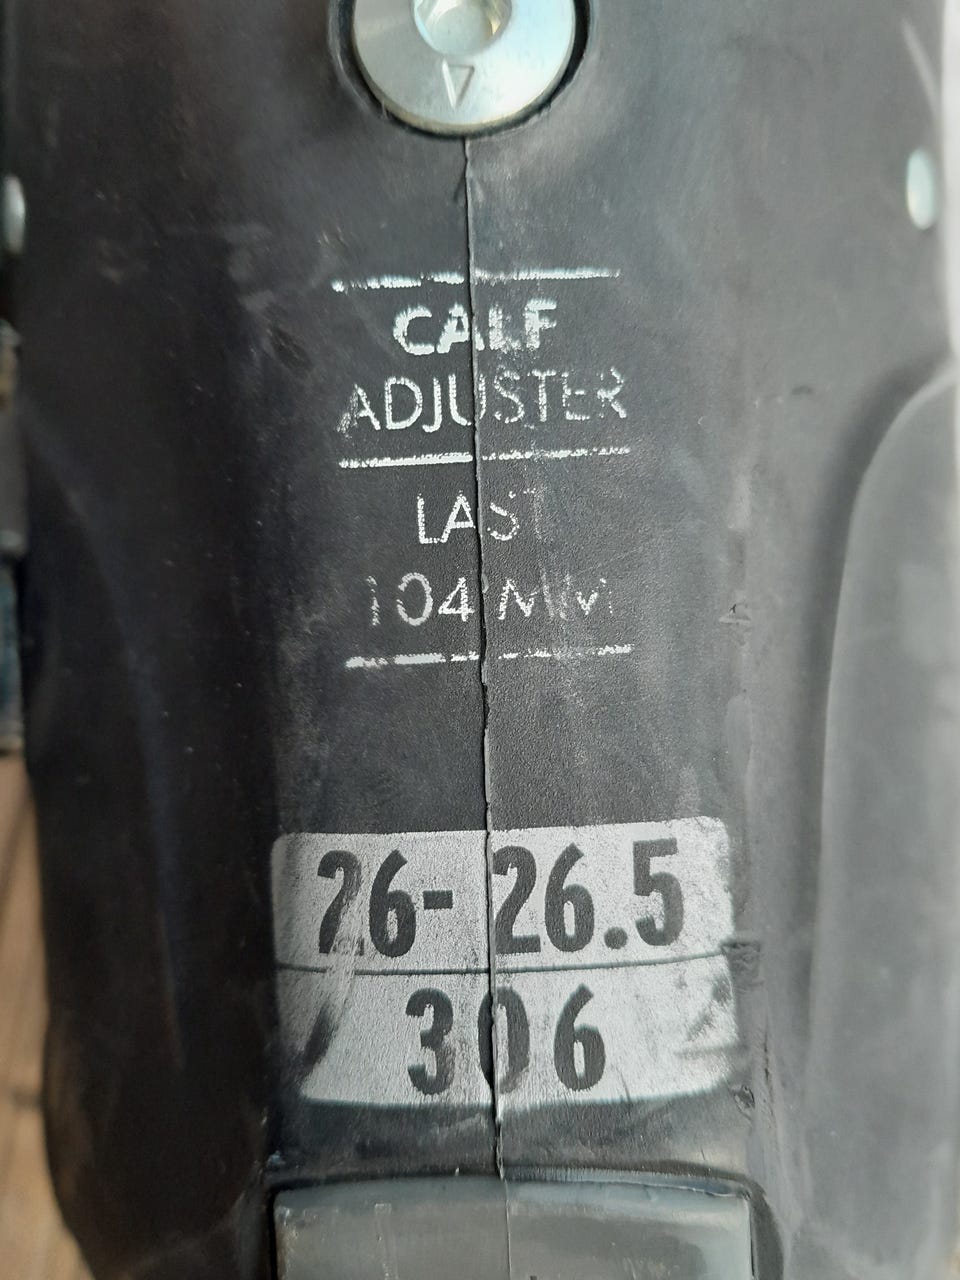 CALF
ADJUSTER
LAST
104 MM
26-26.5
306